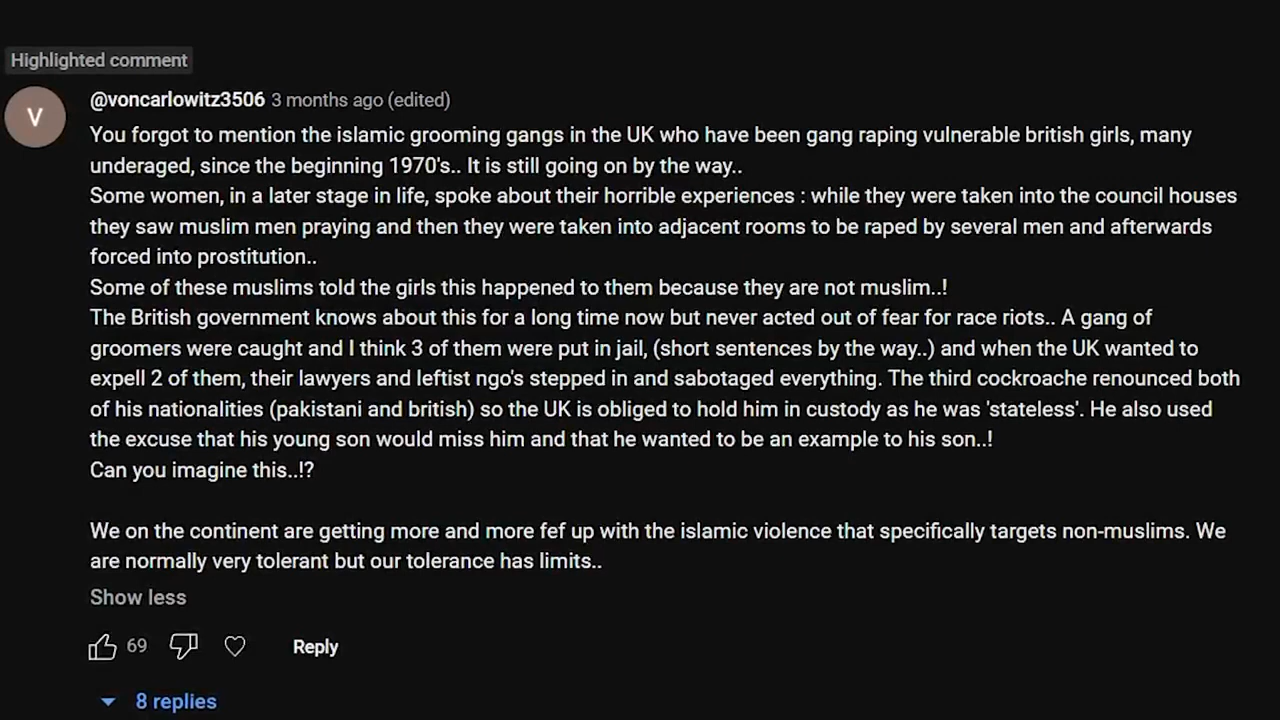 Highlighted comment
@voncarlowitz3506 3 months ago (edited)
V
You forgot to mention the islamic grooming gangs in the UK who have been gang raping vulnerable british girls, many
underaged, since the beginning 1970's.. It is still going on by the way..
Some women, in a later stage in life, spoke about their horrible experiences : while they were taken into the council houses
they saw muslim men praying and then they were taken into adjacent rooms to be raped by several men and afterwards
forced into prostitution..
Some of these muslims told the girls this happened to them because they are not muslim..!
The British government knows about this for a long time now but never acted out of fear for race riots.. A gang of
groomers were caught and I think 3 of them were put in jail, (short sentences by the way..) and when the UK wanted to
expell 2 of them, their lawyers and leftist ngo's stepped in and sabotaged everything. The third cockroache renounced both
of his nationalities (pakistani and british) so the UK is obliged to hold him in custody as he was 'stateless'. He also used
the excuse that his young son would miss him and that he wanted to be an example to his son..!
Can you imagine this..!?
We on the continent are getting more and more fef up with the islamic violence that specifically targets non-muslims. We
are normally very tolerant but our tolerance has limits..
Show less
69 Reply
8 replies